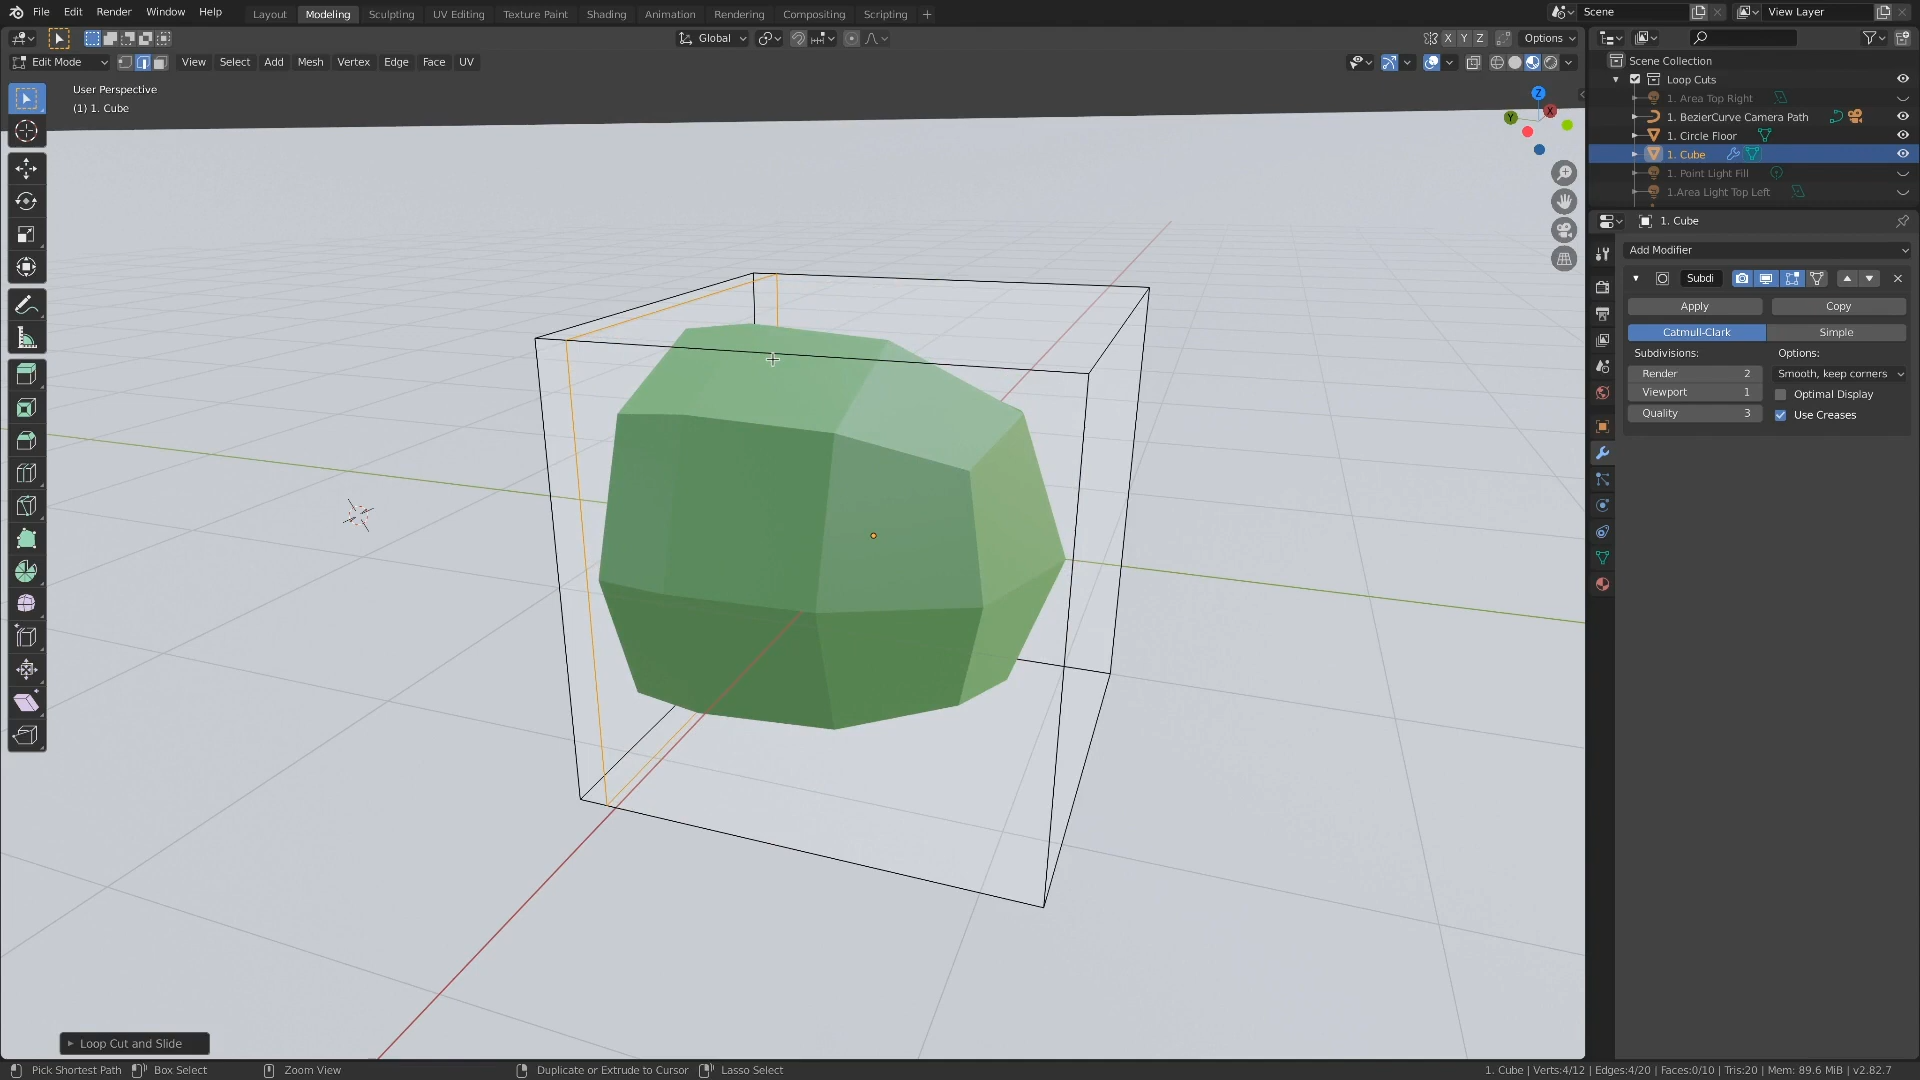 File Edit Render Window Help Layout Modeling Sculpting UV Editing Texture Paint Shading Animation Rendering Compositing Scripting + Scene View Layer
Global X Y Z Options
Edit Mode View Select Add Mesh Vertex Edge Face UV
User Perspective
(1) 1. Cube
Z
X
Y
Scene Collection
Loop Cuts
1. Area Top Right
1. BezierCurve Camera Path
1. Circle Floor
1. Cube
1. Point Light Fill
1.Area Light Top Left
1. Cube
Add Modifier
Subdi
Apply Copy
Catmull-Clark Simple
Subdivisions: Options:
Render 2 Smooth, keep corners
Viewport 1 Optimal Display
Quality 3 Use Creases
Loop Cut and Slide
Pick Shortest Path Box Select Zoom View Duplicate or Extrude to Cursor Lasso Select 1. Cube | Verts:4/12 | Edges:4/20 | Faces:0/10 | Tris:20 | Mem: 89.6 MiB | v2.82.7